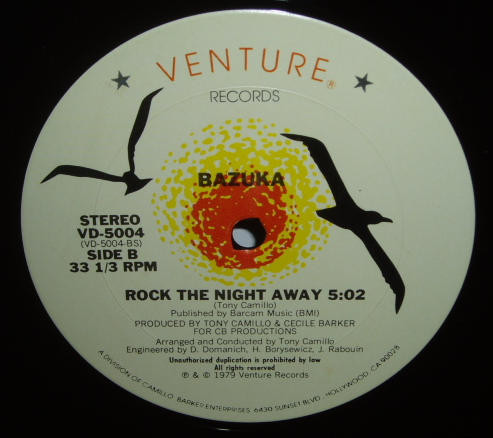 VENTURE®
RECORDS
BAZUKA
STEREO
VD-5004
(VD-5004-BS)
SIDE B
33 1/3 RPM
ROCK THE NIGHT AWAY 5:02
(Tony Camillo)
Published by Barcam Music (BMI)
PRODUCED BY TONY CAMILLO & CECILE BARKER
FOR CB PRODUCTIONS
Arranged and Conducted by Tony Camillo
Engineered by D. Domanich, H. Borysewicz, J. Rabouin
Unauthorized duplication is prohibited by law
All rights reserved
℗ & © 1979 Venture Records
A DIVISION OF CAMILLO BARKER ENTERPRISES 6430 SUNSET BLVD · HOLLYWOOD, CA 90028